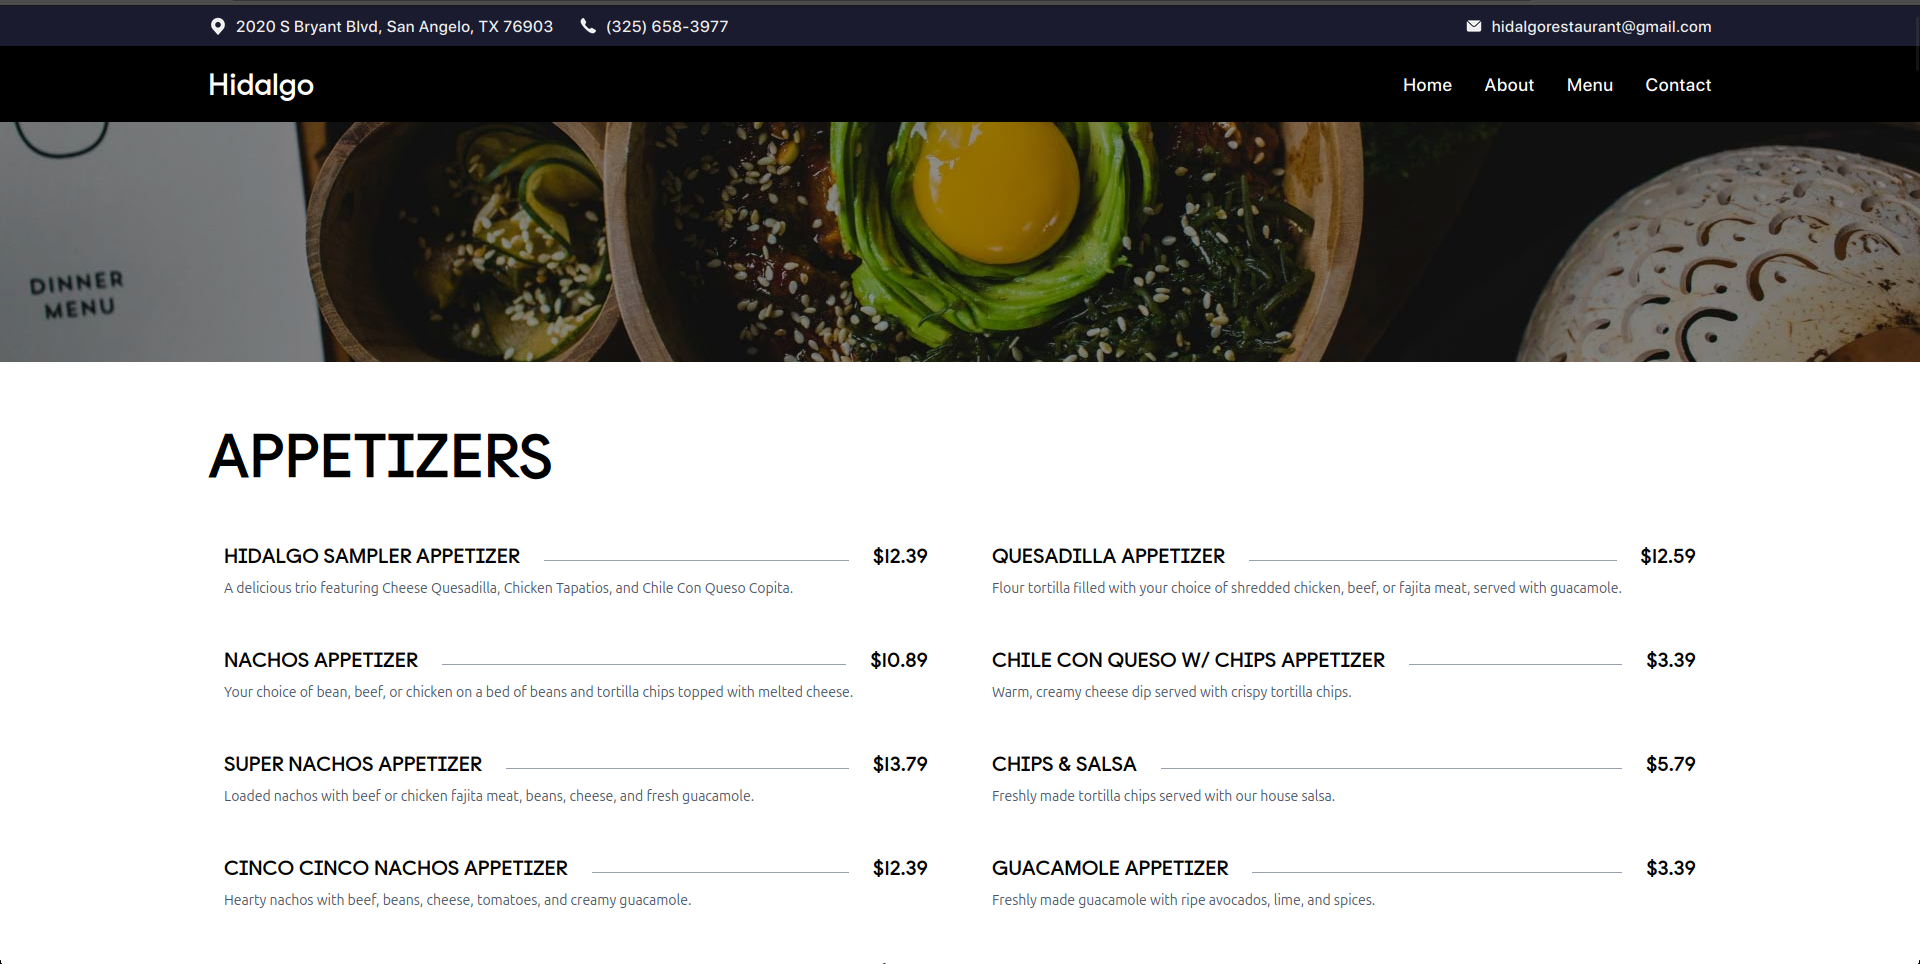 2020 S Bryant Blvd, San Angelo, TX 76903 (325) 658-3977 hidalgorestaurant@gmail.com
Hidalgo Home About Menu Contact
DINNER
MENU
APPETIZERS
HIDALGO SAMPLER APPETIZER $12.39
A delicious trio featuring Cheese Quesadilla, Chicken Tapatios, and Chile Con Queso Copita.
QUESADILLA APPETIZER $12.59
Flour tortilla filled with your choice of shredded chicken, beef, or fajita meat, served with guacamole.
NACHOS APPETIZER $10.89
Your choice of bean, beef, or chicken on a bed of beans and tortilla chips topped with melted cheese.
CHILE CON QUESO W/ CHIPS APPETIZER $3.39
Warm, creamy cheese dip served with crispy tortilla chips.
SUPER NACHOS APPETIZER $13.79
Loaded nachos with beef or chicken fajita meat, beans, cheese, and fresh guacamole.
CHIPS & SALSA $5.79
Freshly made tortilla chips served with our house salsa.
CINCO CINCO NACHOS APPETIZER $12.39
Hearty nachos with beef, beans, cheese, tomatoes, and creamy guacamole.
GUACAMOLE APPETIZER $3.39
Freshly made guacamole with ripe avocados, lime, and spices.